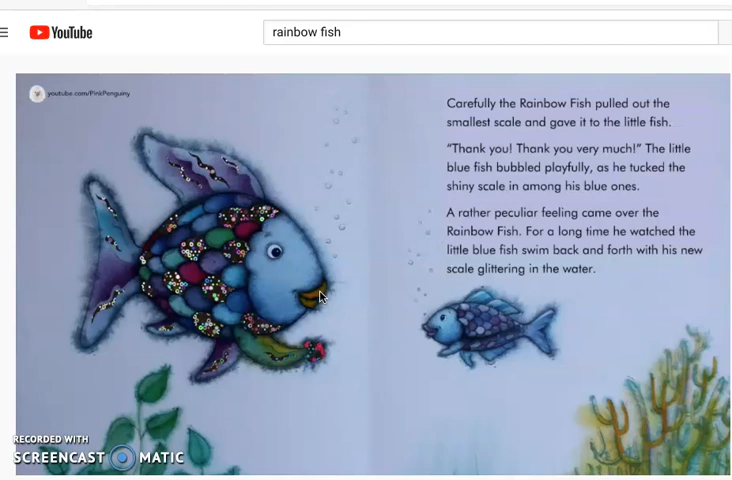 YouTube
rainbow fish
youtube.com/PinkPenguiny
Carefully the Rainbow Fish pulled out the
smallest scale and gave it to the little fish.
“Thank you! Thank you very much!” The little
blue fish bubbled playfully, as he tucked the
shiny scale in among his blue ones.
A rather peculiar feeling came over the
Rainbow Fish. For a long time he watched the
little blue fish swim back and forth with his new
scale glittering in the water.
RECORDED WITH
SCREENCAST MATIC